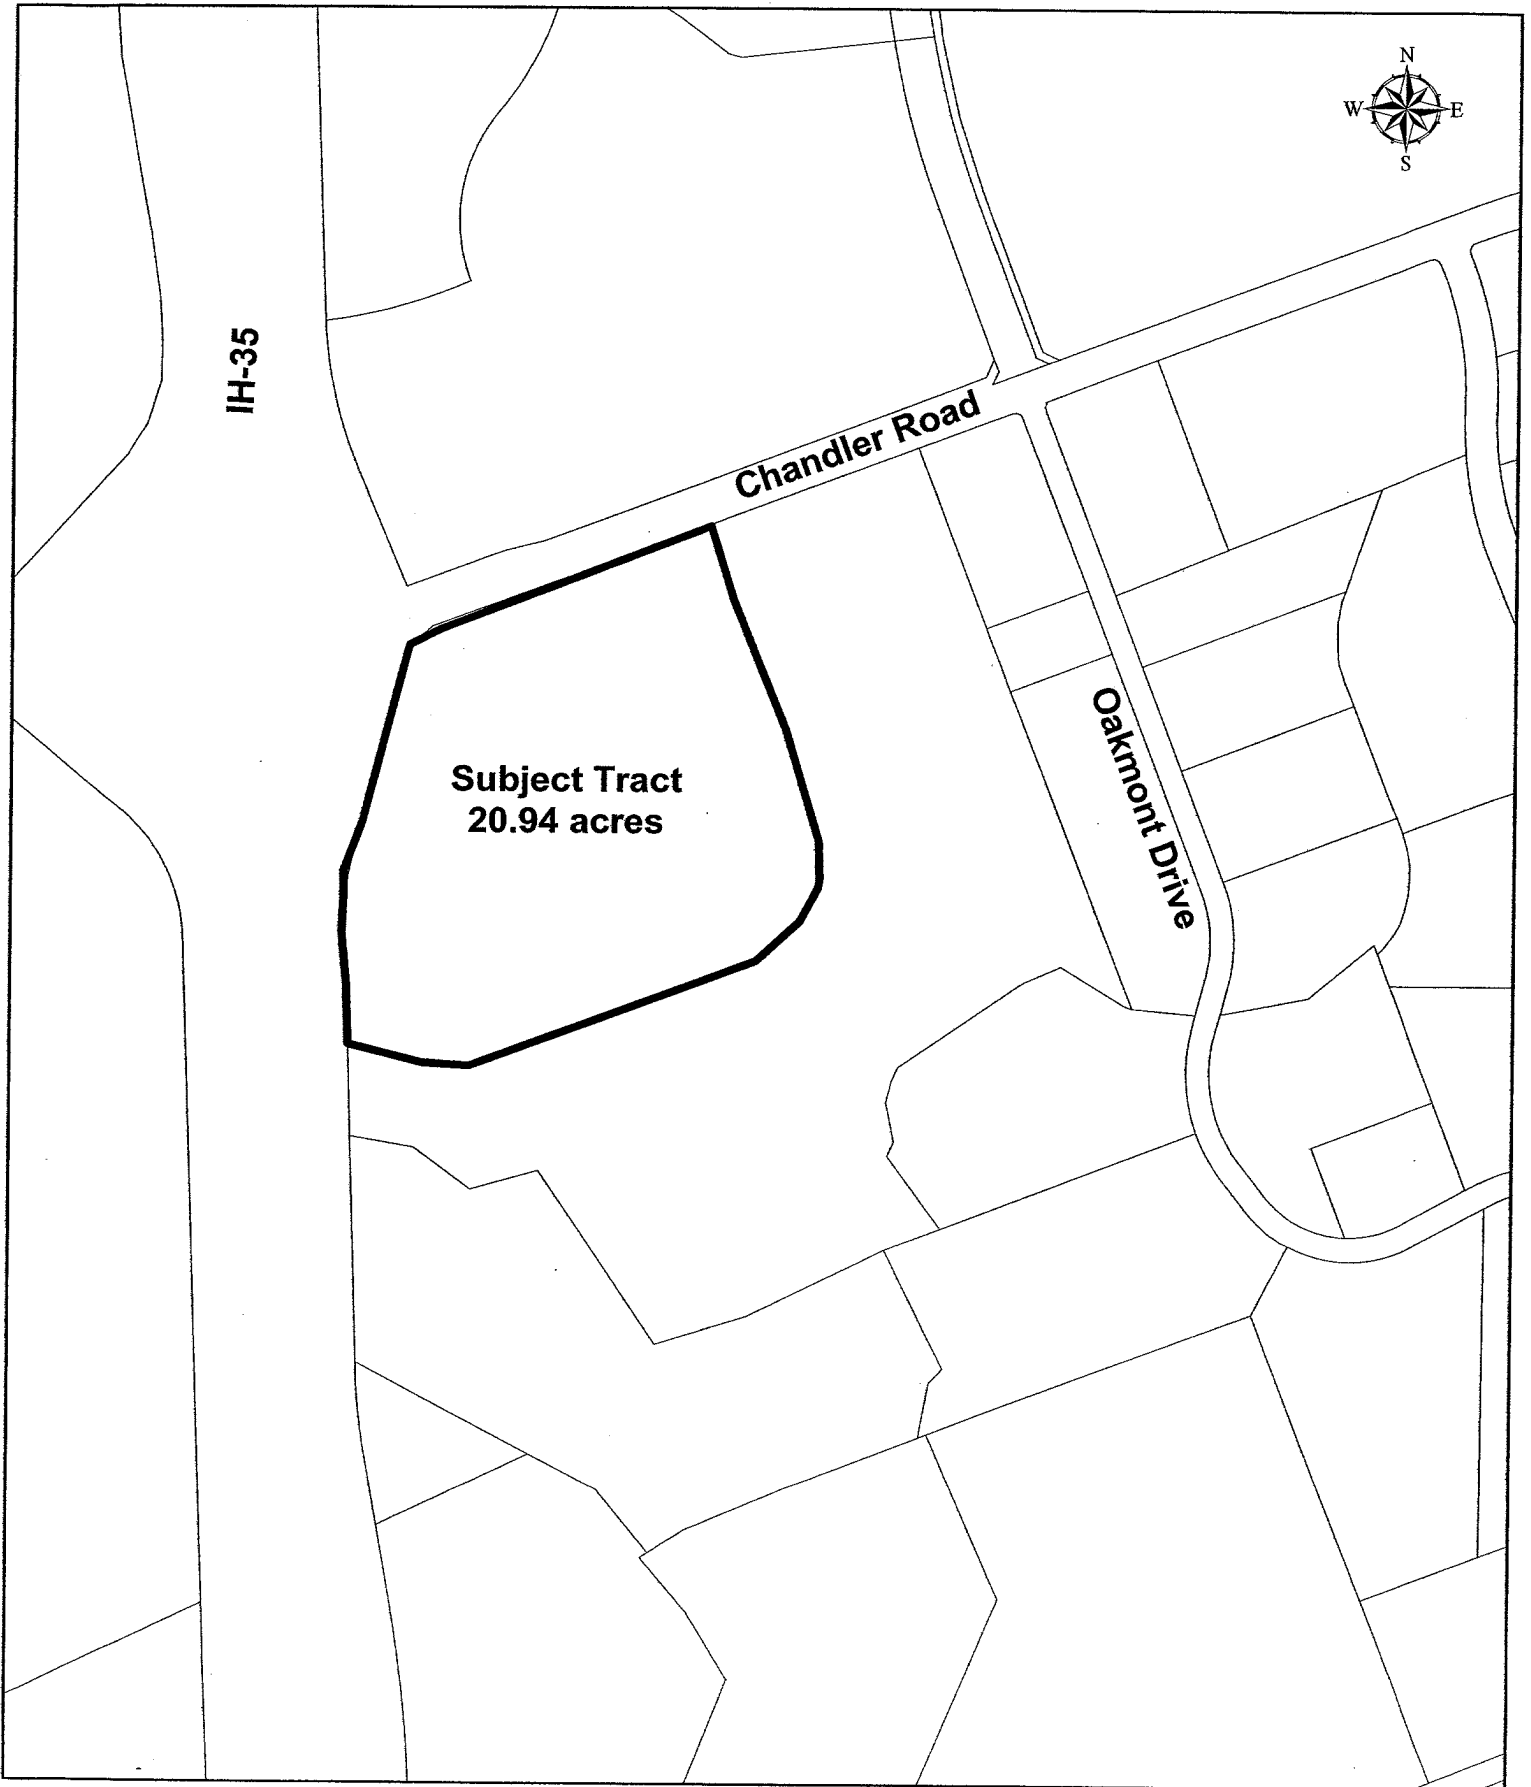 N
W E
S
IH-35
Chandler Road
Oakmont Drive
Subject Tract
20.94 acres